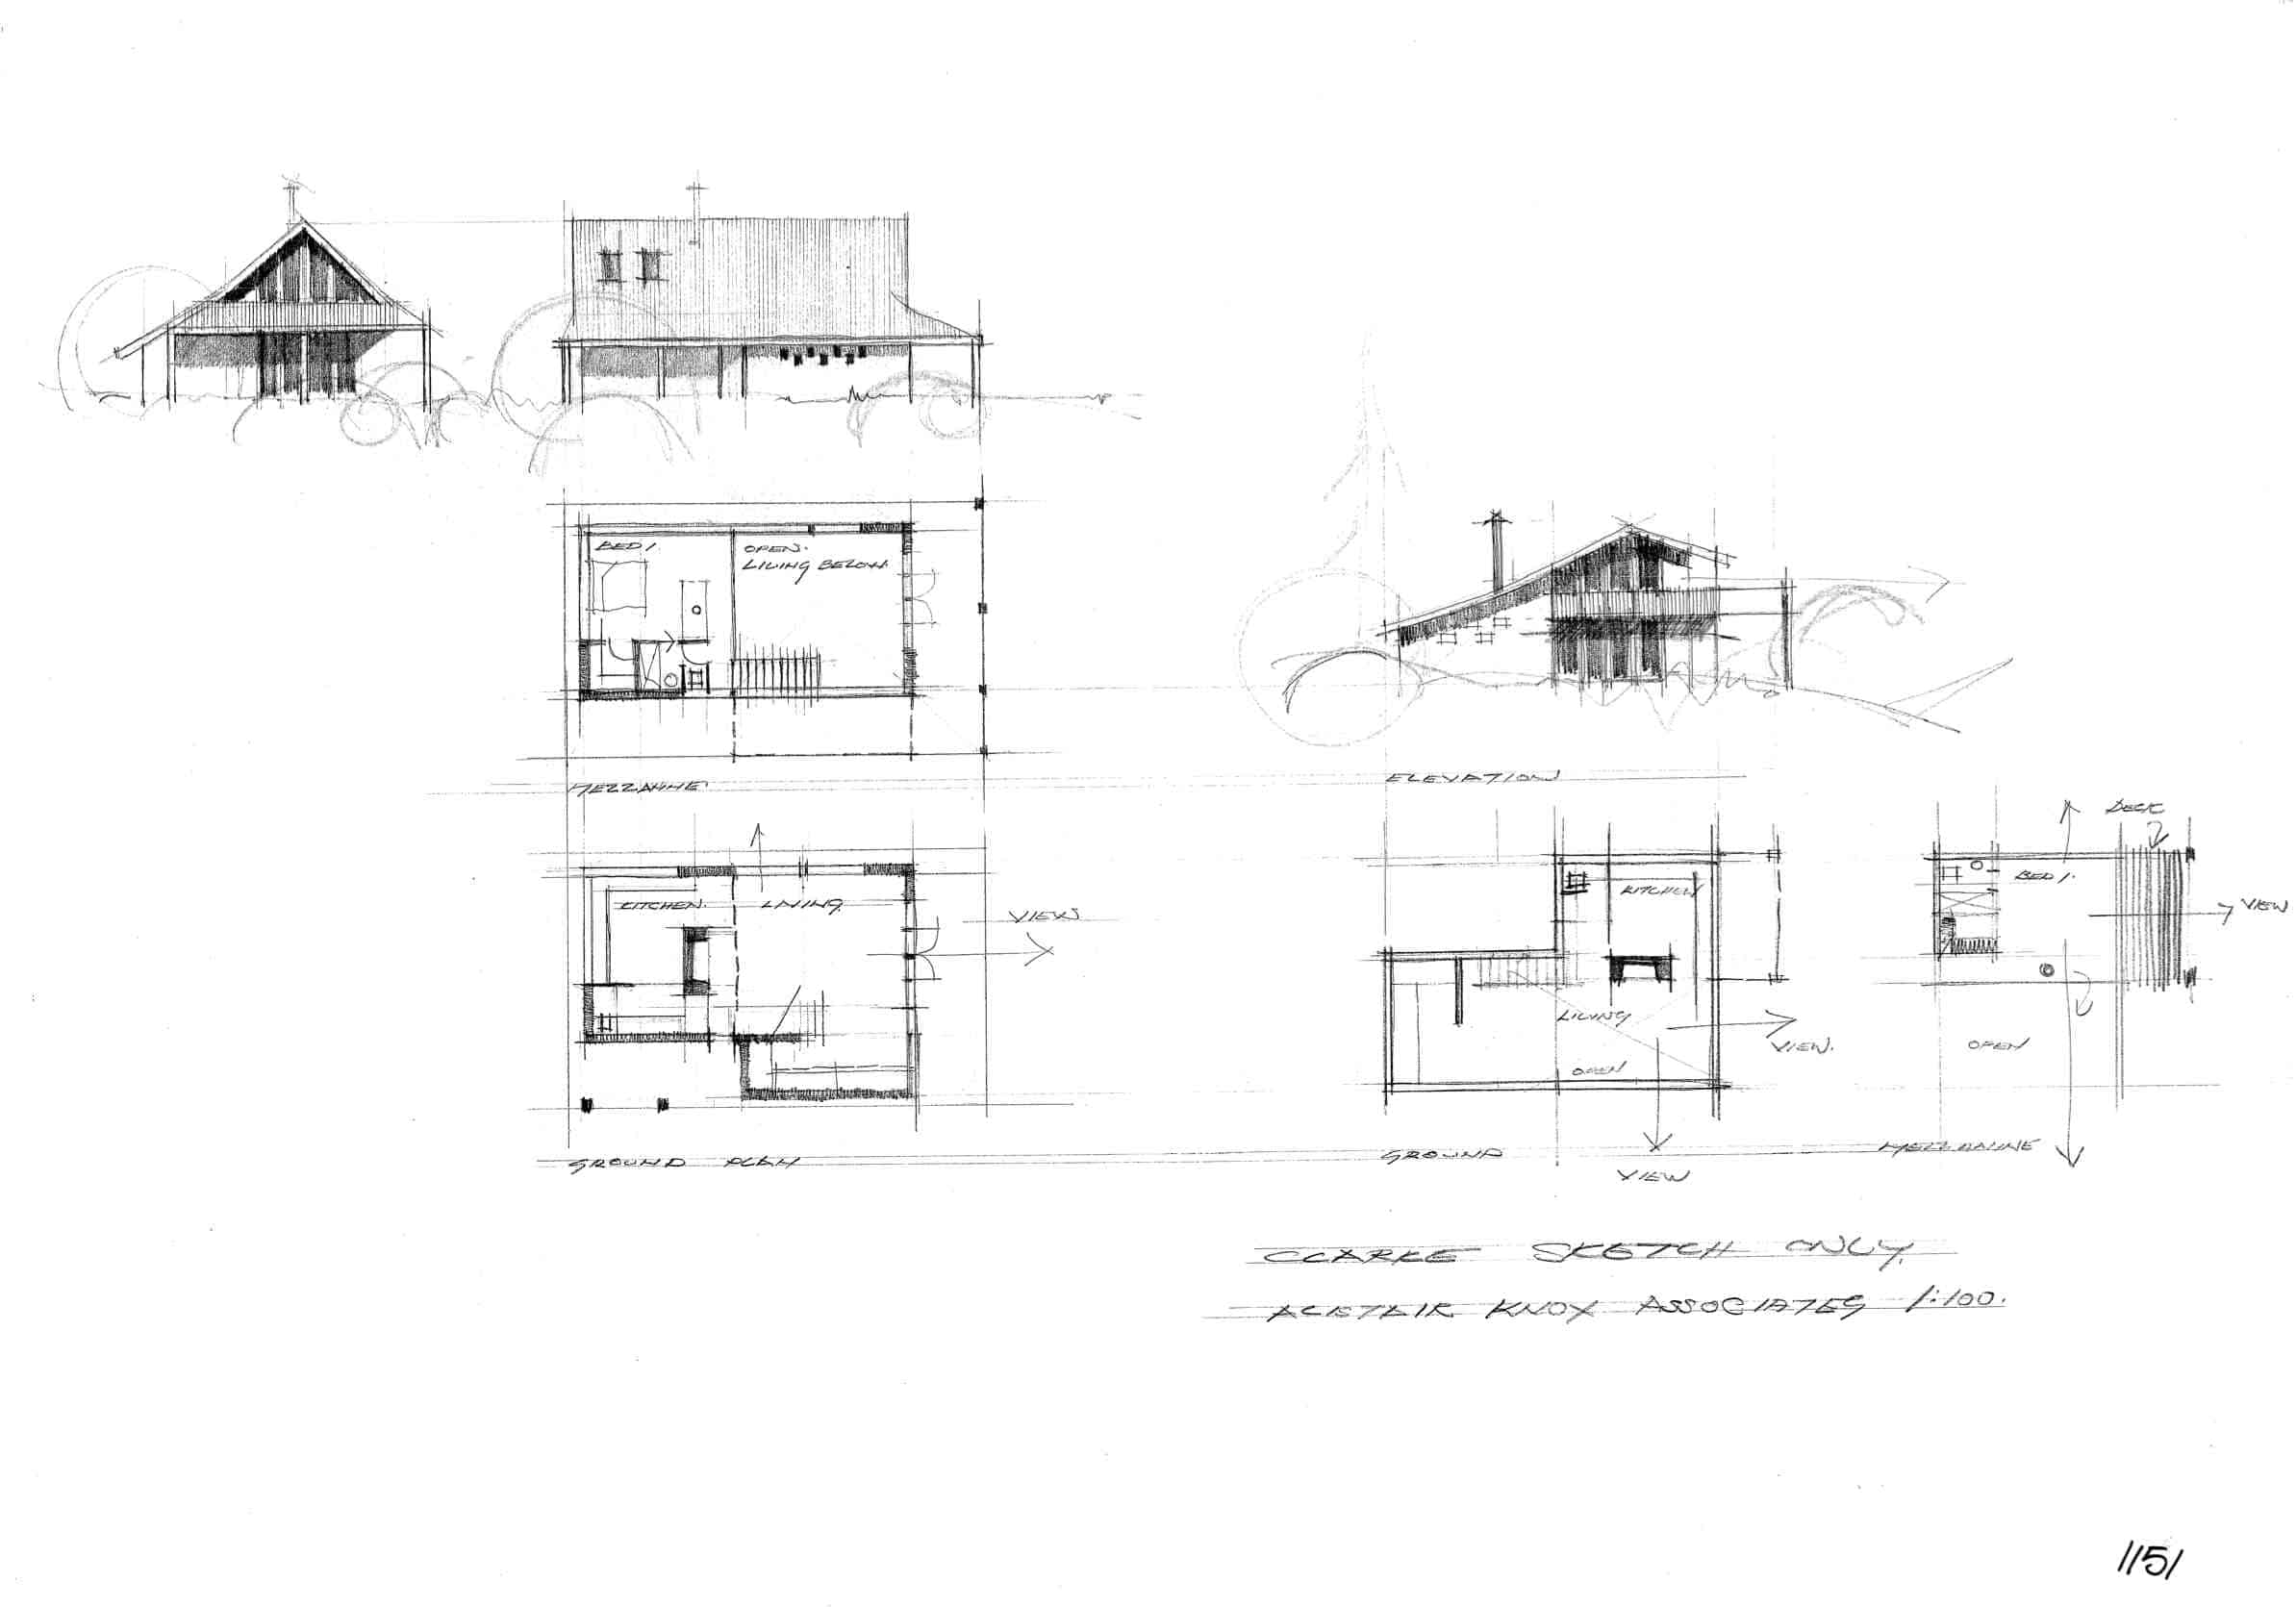 BED 1.
OPEN.
LIVING BELOW.
MEZZANINE
KITCHEN.
LIVING.
VIEW
GROUND PLAN
ELEVATION
KITCHEN
LIVING
VIEW.
OPEN
GROUND
VIEW
DECK
BED 1.
VIEW
OPEN
MEZZANINE
CLARKE SKETCH ONLY.
ALISTAIR KNOX ASSOCIATES 1:100.
1151